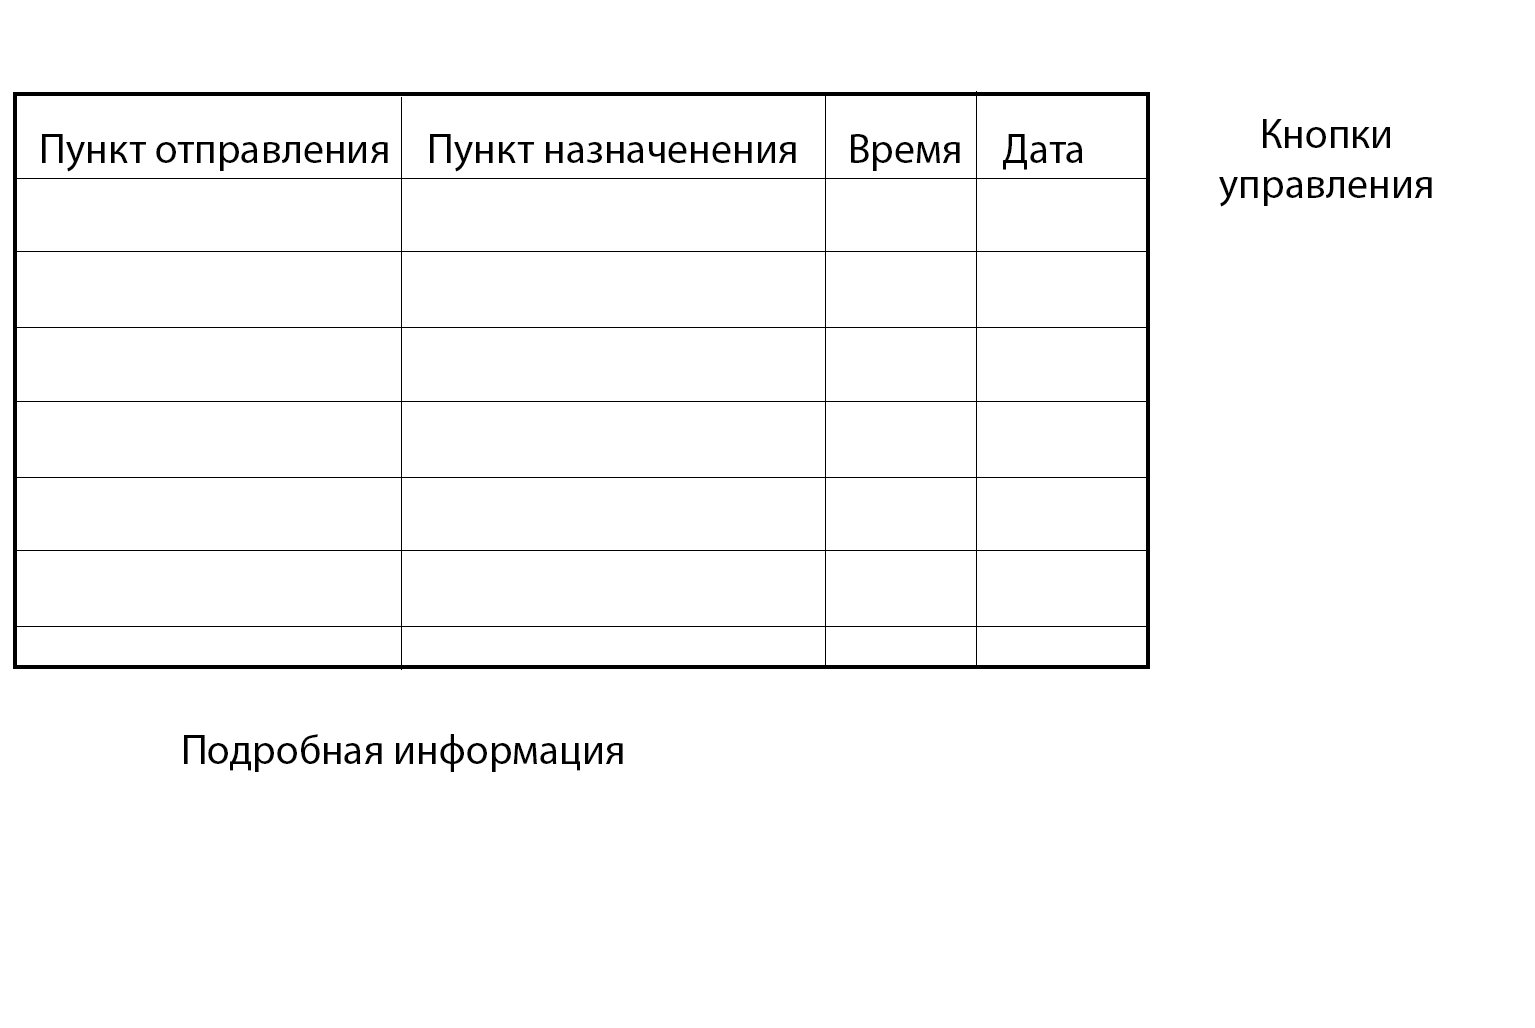 Пункт отправления Пункт назначенения Время Дата
Кнопки
управления
Подробная информация